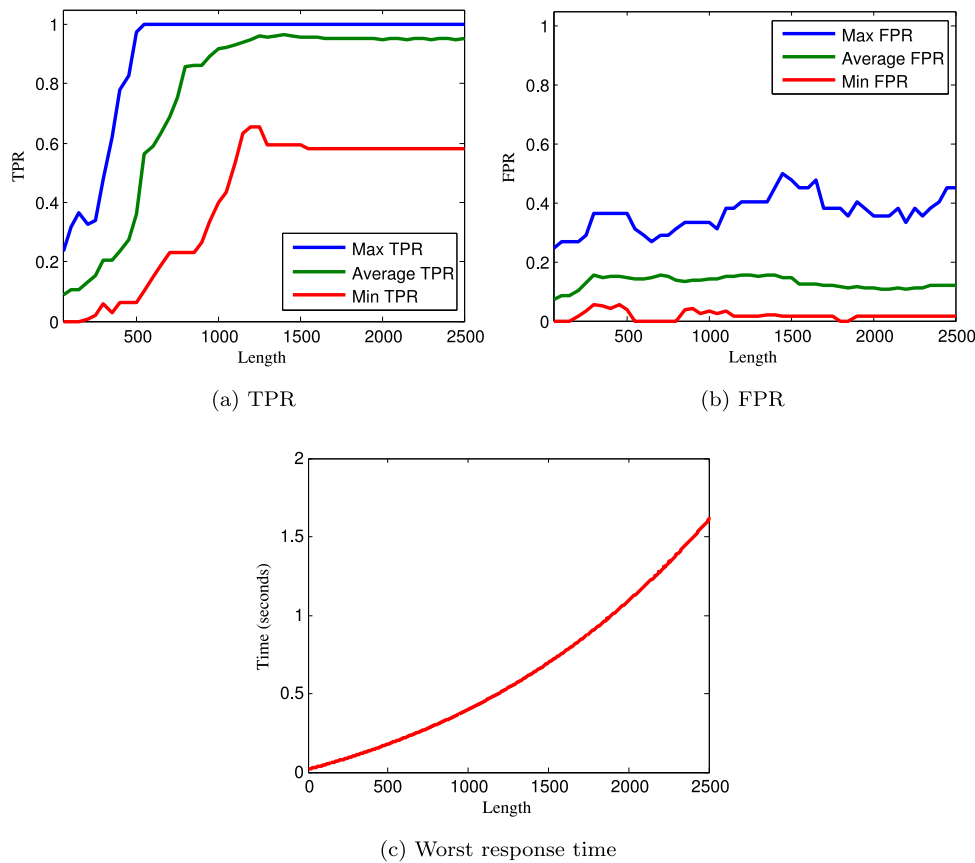 1
0.8
0.6
0.4
0.2
0
TPR
500
1000
1500
2000
2500
Length
Max TPR
Average TPR
Min TPR
(a) TPR
1
0.8
0.6
0.4
0.2
0
FPR
500
1000
1500
2000
2500
Length
Max FPR
Average FPR
Min FPR
(b) FPR
2
1.5
1
0.5
0
Time (seconds)
0
500
1000
1500
2000
2500
Length
(c) Worst response time